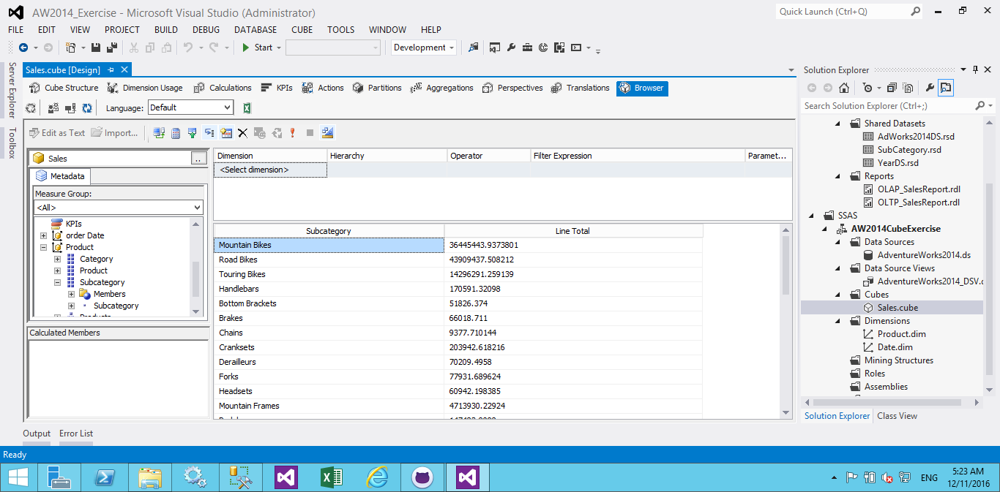 AW2014_Exercise - Microsoft Visual Studio (Administrator)
Quick Launch (Ctrl+Q)
FILE EDIT VIEW PROJECT BUILD DEBUG DATABASE CUBE TOOLS WINDOW HELP
Start
Development
Server Explorer
Toolbox
Sales.cube [Design]
Cube Structure Dimension Usage Calculations KPIs Actions Partitions Aggregations Perspectives Translations Browser
Language: Default
Edit as Text Import...
Sales
..
Metadata
Measure Group:
<All>
KPIs
order Date
Product
Category
Product
Subcategory
Members
Subcategory
Calculated Members
Dimension Hierarchy Operator Filter Expression Paramet...
<Select dimension>
Subcategory Line Total
Mountain Bikes 36445443.9373801
Road Bikes 43909437.508212
Touring Bikes 14296291.259139
Handlebars 170591.32098
Bottom Brackets 51826.374
Brakes 66018.711
Chains 9377.710144
Cranksets 203942.618216
Derailleurs 70209.4958
Forks 77931.689624
Headsets 60942.198385
Mountain Frames 4713930.22924
Solution Explorer
Search Solution Explorer (Ctrl+;)
Shared Datasets
AdWorks2014DS.rsd
SubCategory.rsd
YearDS.rsd
Reports
OLAP_SalesReport.rdl
OLTP_SalesReport.rdl
SSAS
AW2014CubeExercise
Data Sources
AdventureWorks2014.ds
Data Source Views
AdventureWorks2014_DSV.
Cubes
Sales.cube
Dimensions
Product.dim
Date.dim
Mining Structures
Roles
Assemblies
Solution Explorer Class View
Output Error List
Ready
ENG
5:23 AM
12/11/2016